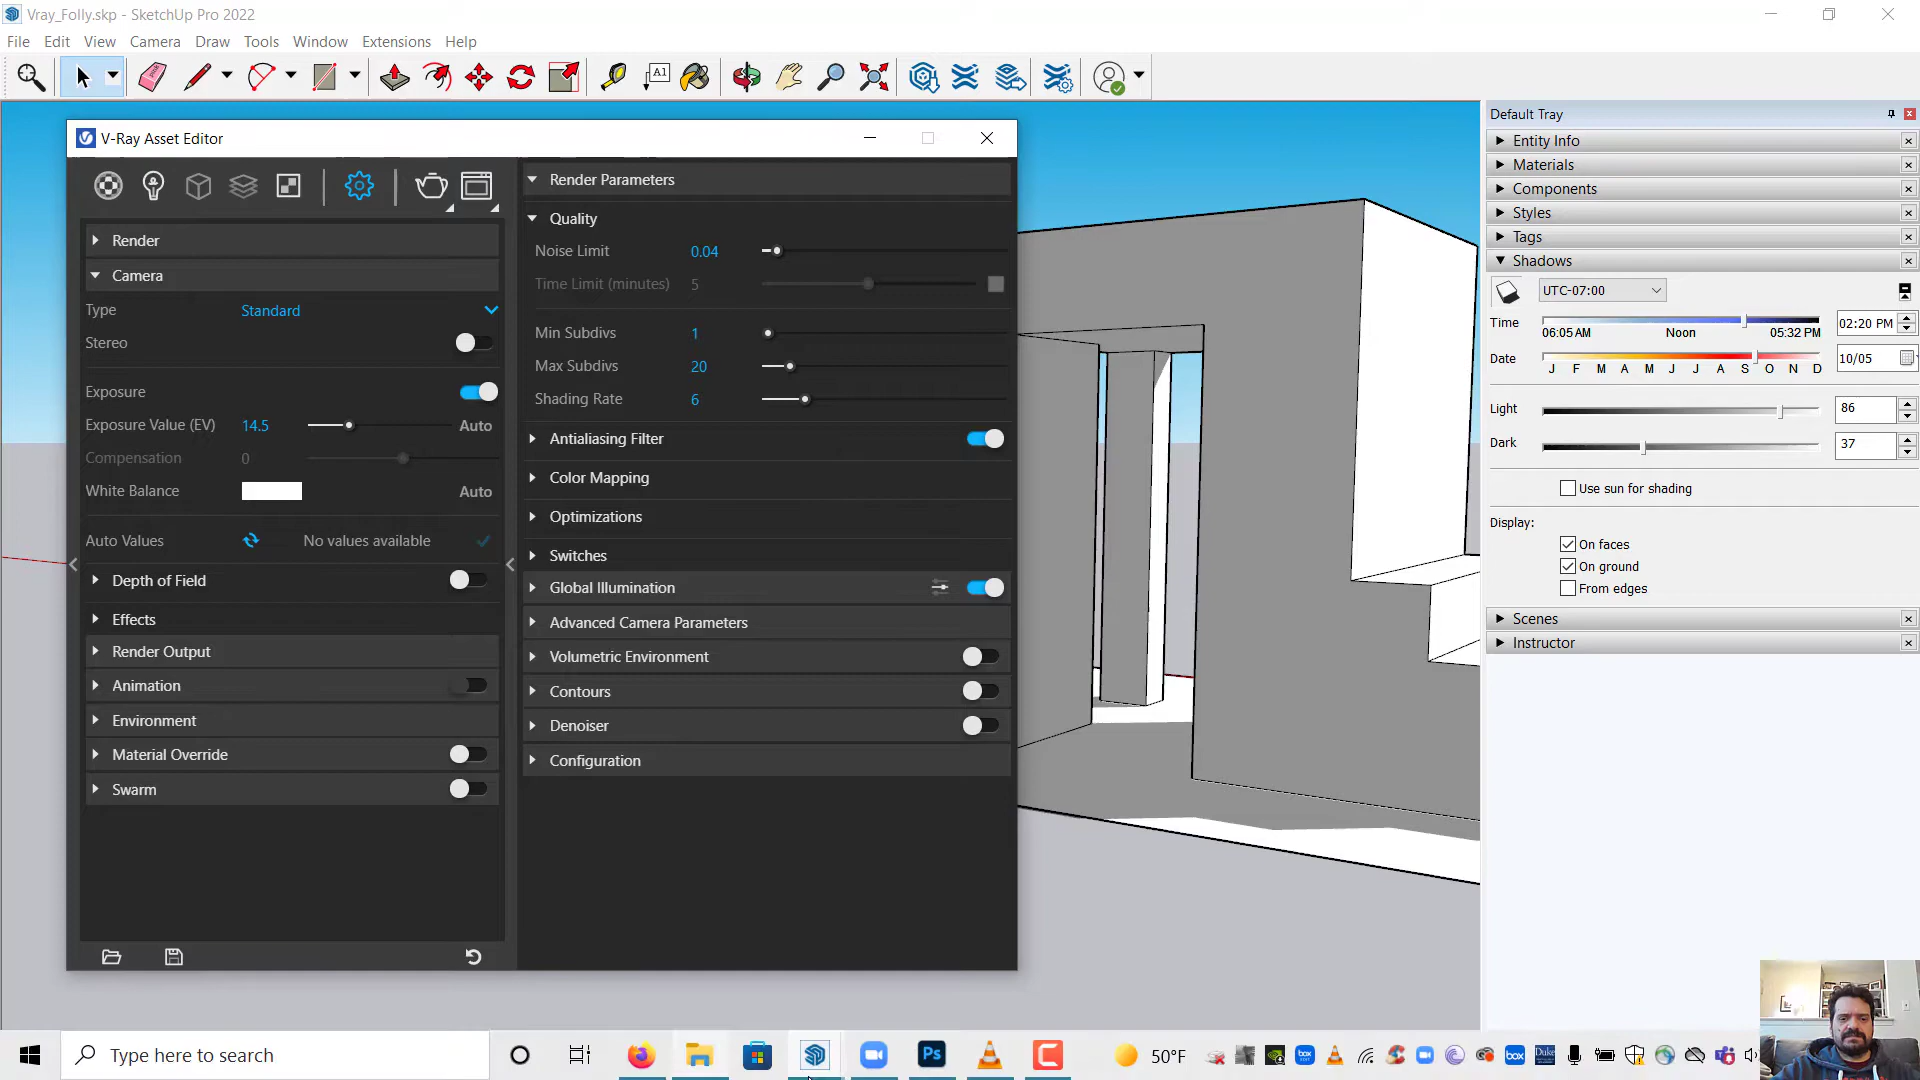 Vray_Folly.skp - SketchUp Pro 2022
File Edit View Camera Draw Tools Window Extensions Help
A1
V-Ray Asset Editor
Render
Camera
Type Standard
Stereo
Exposure
Exposure Value (EV) 14.5 Auto
Compensation 0
White Balance Auto
Auto Values No values available
Depth of Field
Effects
Render Output
Animation
Environment
Material Override
Swarm
Render Parameters
Quality
Noise Limit 0.04
Time Limit (minutes) 5
Min Subdivs 1
Max Subdivs 20
Shading Rate 6
Antialiasing Filter
Color Mapping
Optimizations
Switches
Global Illumination
Advanced Camera Parameters
Volumetric Environment
Contours
Denoiser
Configuration
Default Tray
Entity Info
Materials
Components
Styles
Tags
Shadows
UTC-07:00
Time 06:05 AM Noon 05:32 PM 02:20 PM
Date J F M A M J J A S O N D 10/05
Light 86
Dark 37
Use sun for shading
Display:
On faces
On ground
From edges
Scenes
Instructor
Type here to search
Ps
50°F
box
Duke